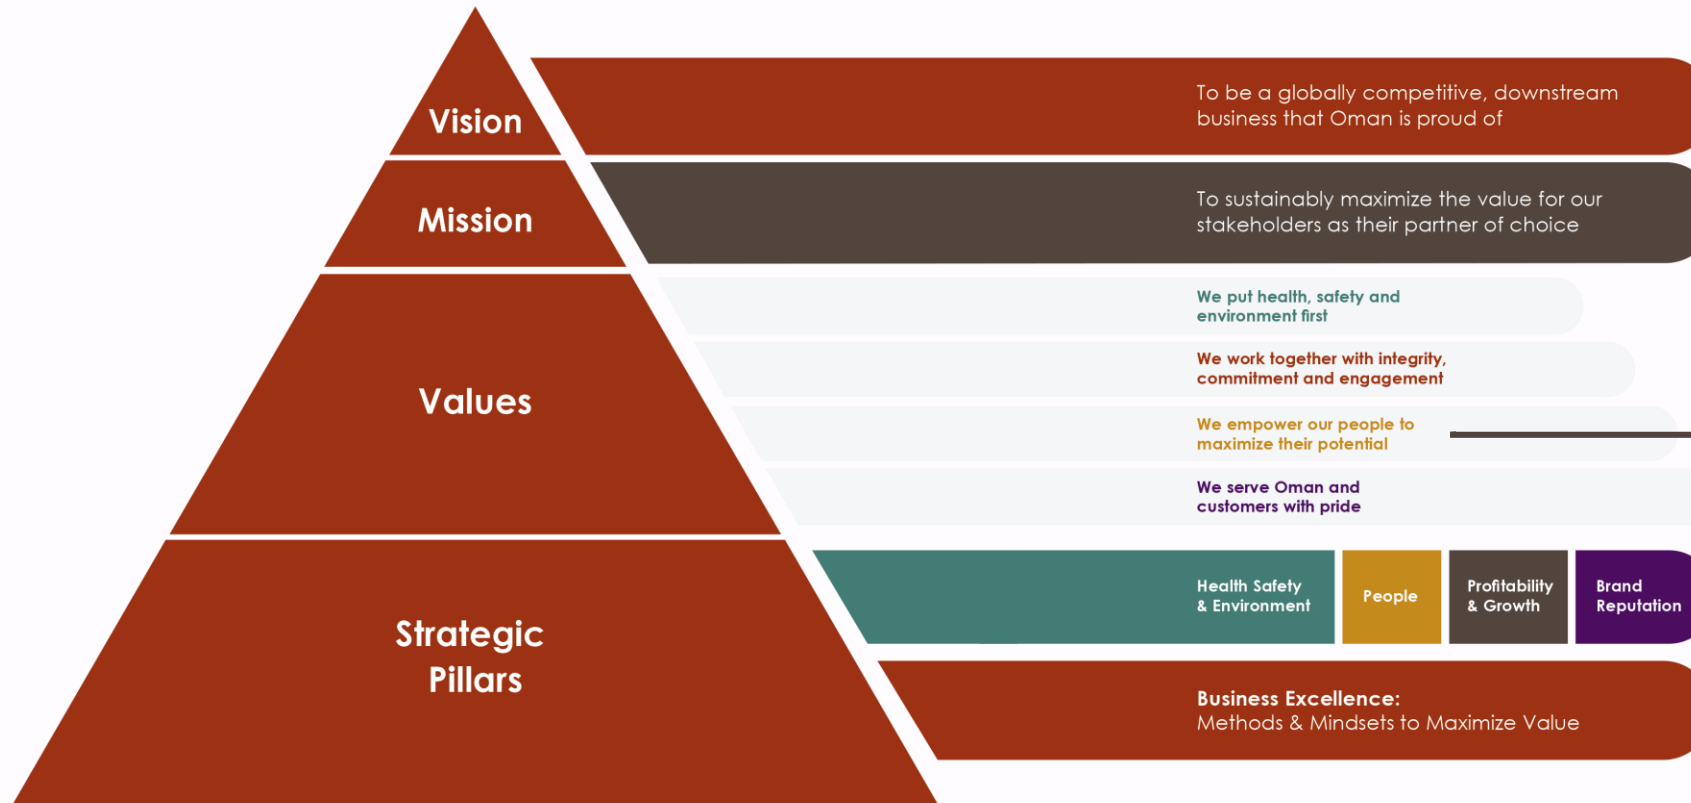 Vision
To be a globally competitive, downstream
business that Oman is proud of
Mission
To sustainably maximize the value for our
stakeholders as their partner of choice
Values
We put health, safety and
environment first
We work together with integrity,
commitment and engagement
We empower our people to
maximize their potential
We serve Oman and
customers with pride
Strategic
Pillars
Health Safety
& Environment
People
Profitability
& Growth
Brand
Reputation
Business Excellence:
Methods & Mindsets to Maximize Value